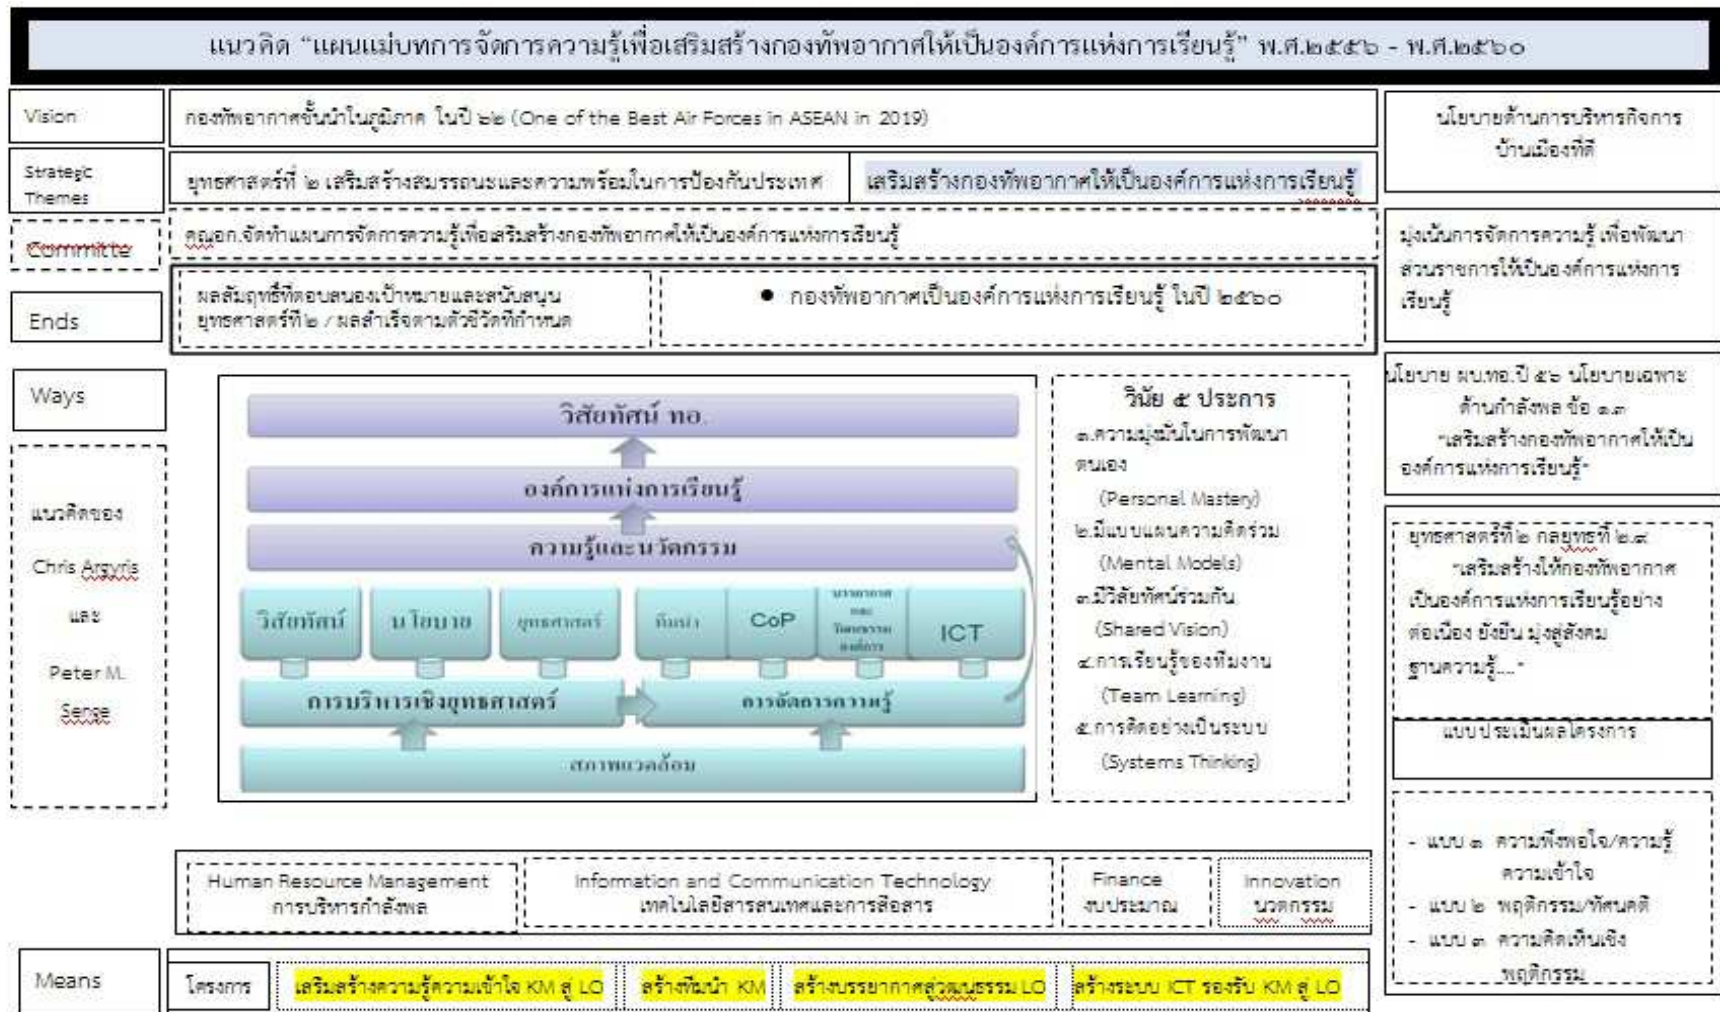 แนวคิด “แผนแม่บทการจัดการความรู้เพื่อเสริมสร้างกองทัพอากาศให้เป็นองค์การแห่งการเรียนรู้” พ.ศ.๒๕๕๖ - พ.ศ.๒๕๖๐
Vision
กองทัพอากาศชั้นนำในภูมิภาค ในปี ๖๒ (One of the Best Air Forces in ASEAN in 2019)
นโยบายด้านการบริหารกิจการ
บ้านเมืองที่ดี
Strategic
Themes
ยุทธศาสตร์ที่ ๒ เสริมสร้างสมรรถนะและความพร้อมในการป้องกันประเทศ
เสริมสร้างกองทัพอากาศให้เป็นองค์การแห่งการเรียนรู้
Committe
คณอก.จัดทำแผนการจัดการความรู้เพื่อเสริมสร้างกองทัพอากาศให้เป็นองค์การแห่งการเรียนรู้
มุ่งเน้นการจัดการความรู้ เพื่อพัฒนา
ส่วนราชการให้เป็นองค์การแห่งการ
เรียนรู้
Ends
ผลสัมฤทธิ์ที่ตอบสนองเป้าหมายและสนับสนุน
ยุทธศาสตร์ที่ ๒ / ผลสำเร็จตามตัวชี้วัดที่กำหนด
● กองทัพอากาศเป็นองค์การแห่งการเรียนรู้ ในปี ๒๕๖๐
Ways
แนวคิดของ
Chris Argyris
และ
Peter M.
Senge
วิสัยทัศน์ ทอ.
องค์การแห่งการเรียนรู้
ความรู้และนวัตกรรม
วิสัยทัศน์
นโยบาย
ยุทธศาสตร์
ทีมนำ
CoP
บรรยากาศ
และ
วัฒนธรรม
องค์การ
ICT
การบริหารเชิงยุทธศาสตร์
การจัดการความรู้
สภาพแวดล้อม
วินัย ๕ ประการ
๑.ความมุ่งมั่นในการพัฒนา
ตนเอง
(Personal Mastery)
๒.มีแบบแผนความคิดร่วม
(Mental Models)
๓.มีวิสัยทัศน์ร่วมกัน
(Shared Vision)
๔.การเรียนรู้ของทีมงาน
(Team Learning)
๕.การคิดอย่างเป็นระบบ
(Systems Thinking)
นโยบาย ผบ.ทอ.ปี ๕๖ นโยบายเฉพาะ
ด้านกำลังพล ข้อ ๑.๓
"เสริมสร้างกองทัพอากาศให้เป็น
องค์การแห่งการเรียนรู้"
ยุทธศาสตร์ที่ ๒ กลยุทธที่ ๒.๙
"เสริมสร้างให้กองทัพอากาศ
เป็นองค์การแห่งการเรียนรู้อย่าง
ต่อเนื่อง ยั่งยืน มุ่งสู่สังคม
ฐานความรู้...."
แบบประเมินผลโครงการ
- แบบ ๑ ความพึงพอใจ/ความรู้
ความเข้าใจ
- แบบ ๒ พฤติกรรม/ทัศนคติ
- แบบ ๓ ความคิดเห็นเชิง
พฤติกรรม
Human Resource Management
การบริหารกำลังพล
Information and Communication Technology
เทคโนโลยีสารสนเทศและการสื่อสาร
Finance
งบประมาณ
Innovation
นวตกรรม
Means
โครงการ
เสริมสร้างความรู้ความเข้าใจ KM สู่ LO
สร้างทีมนำ KM
สร้างบรรยากาศสู่วฒนธรรม LO
สร้างระบบ ICT รองรับ KM สู่ LO